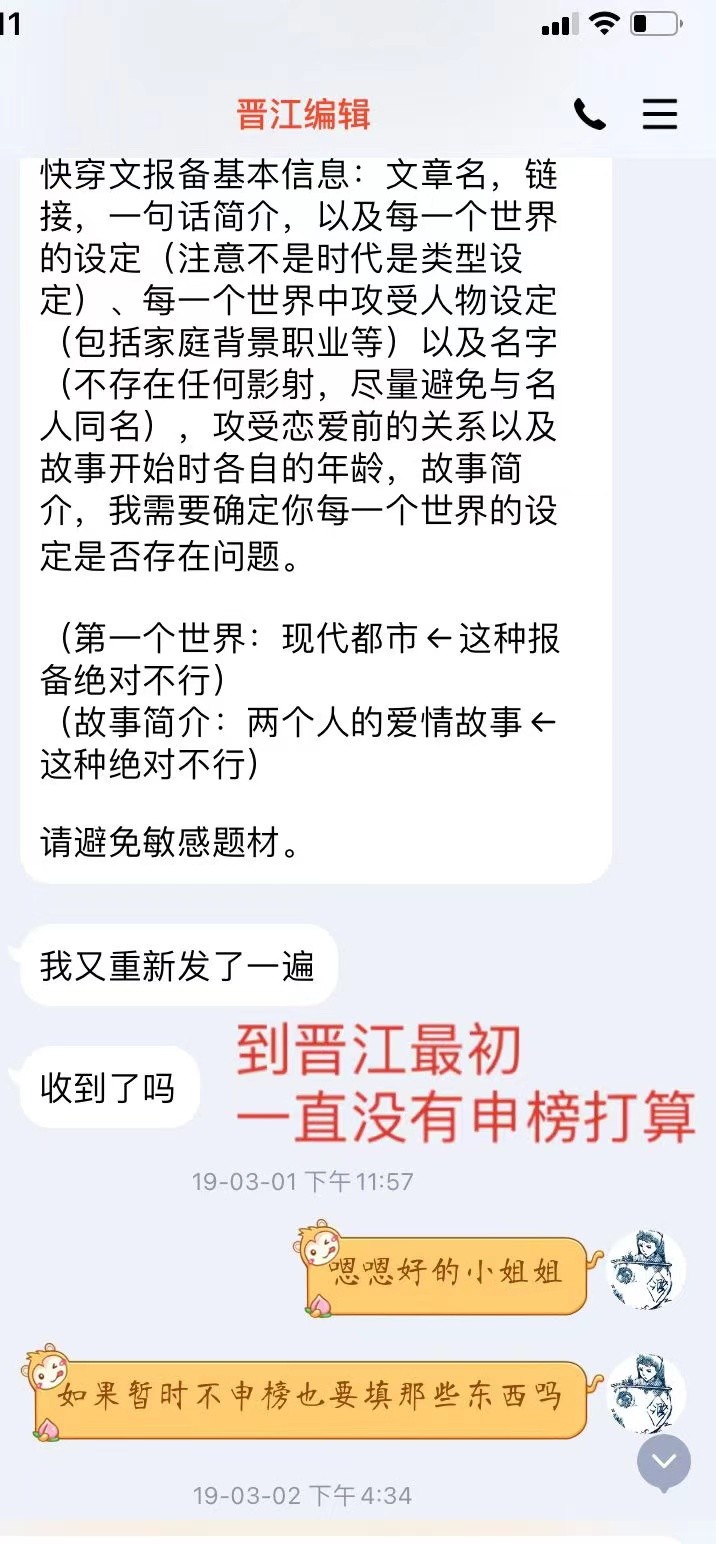 11
晋江编辑
快穿文报备基本信息：文章名，链
接，一句话简介，以及每一个世界
的设定（注意不是时代是类型设
定）、每一个世界中攻受人物设定
（包括家庭背景职业等）以及名字
（不存在任何影射，尽量避免与名
人同名），攻受恋爱前的关系以及
故事开始时各自的年龄，故事简
介，我需要确定你每一个世界的设
定是否存在问题。
（第一个世界：现代都市←这种报
备绝对不行）
（故事简介：两个人的爱情故事←
这种绝对不行）
请避免敏感题材。
我又重新发了一遍
收到了吗
到晋江最初
一直没有申榜打算
19-03-01 下午11:57
嗯嗯好的小姐姐
如果暂时不申榜也要填那些东西吗
19-03-02 下午4:34